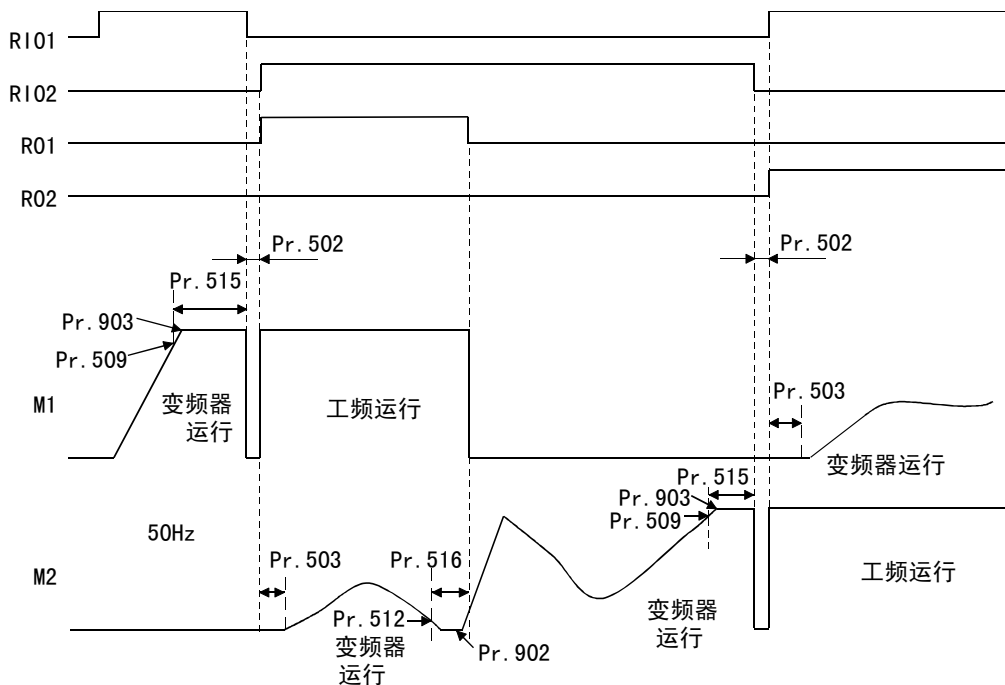 RIO1
RIO2
RO1
RO2
Pr.502
Pr.502
Pr.515
Pr.903
Pr.509
M1
变频器
运行
工频运行
Pr.503
变频器运行
Pr.515
Pr.903
Pr.509
50Hz
Pr.503
Pr.516
M2
工频运行
Pr.512
变频器
运行
Pr.902
变频器
运行